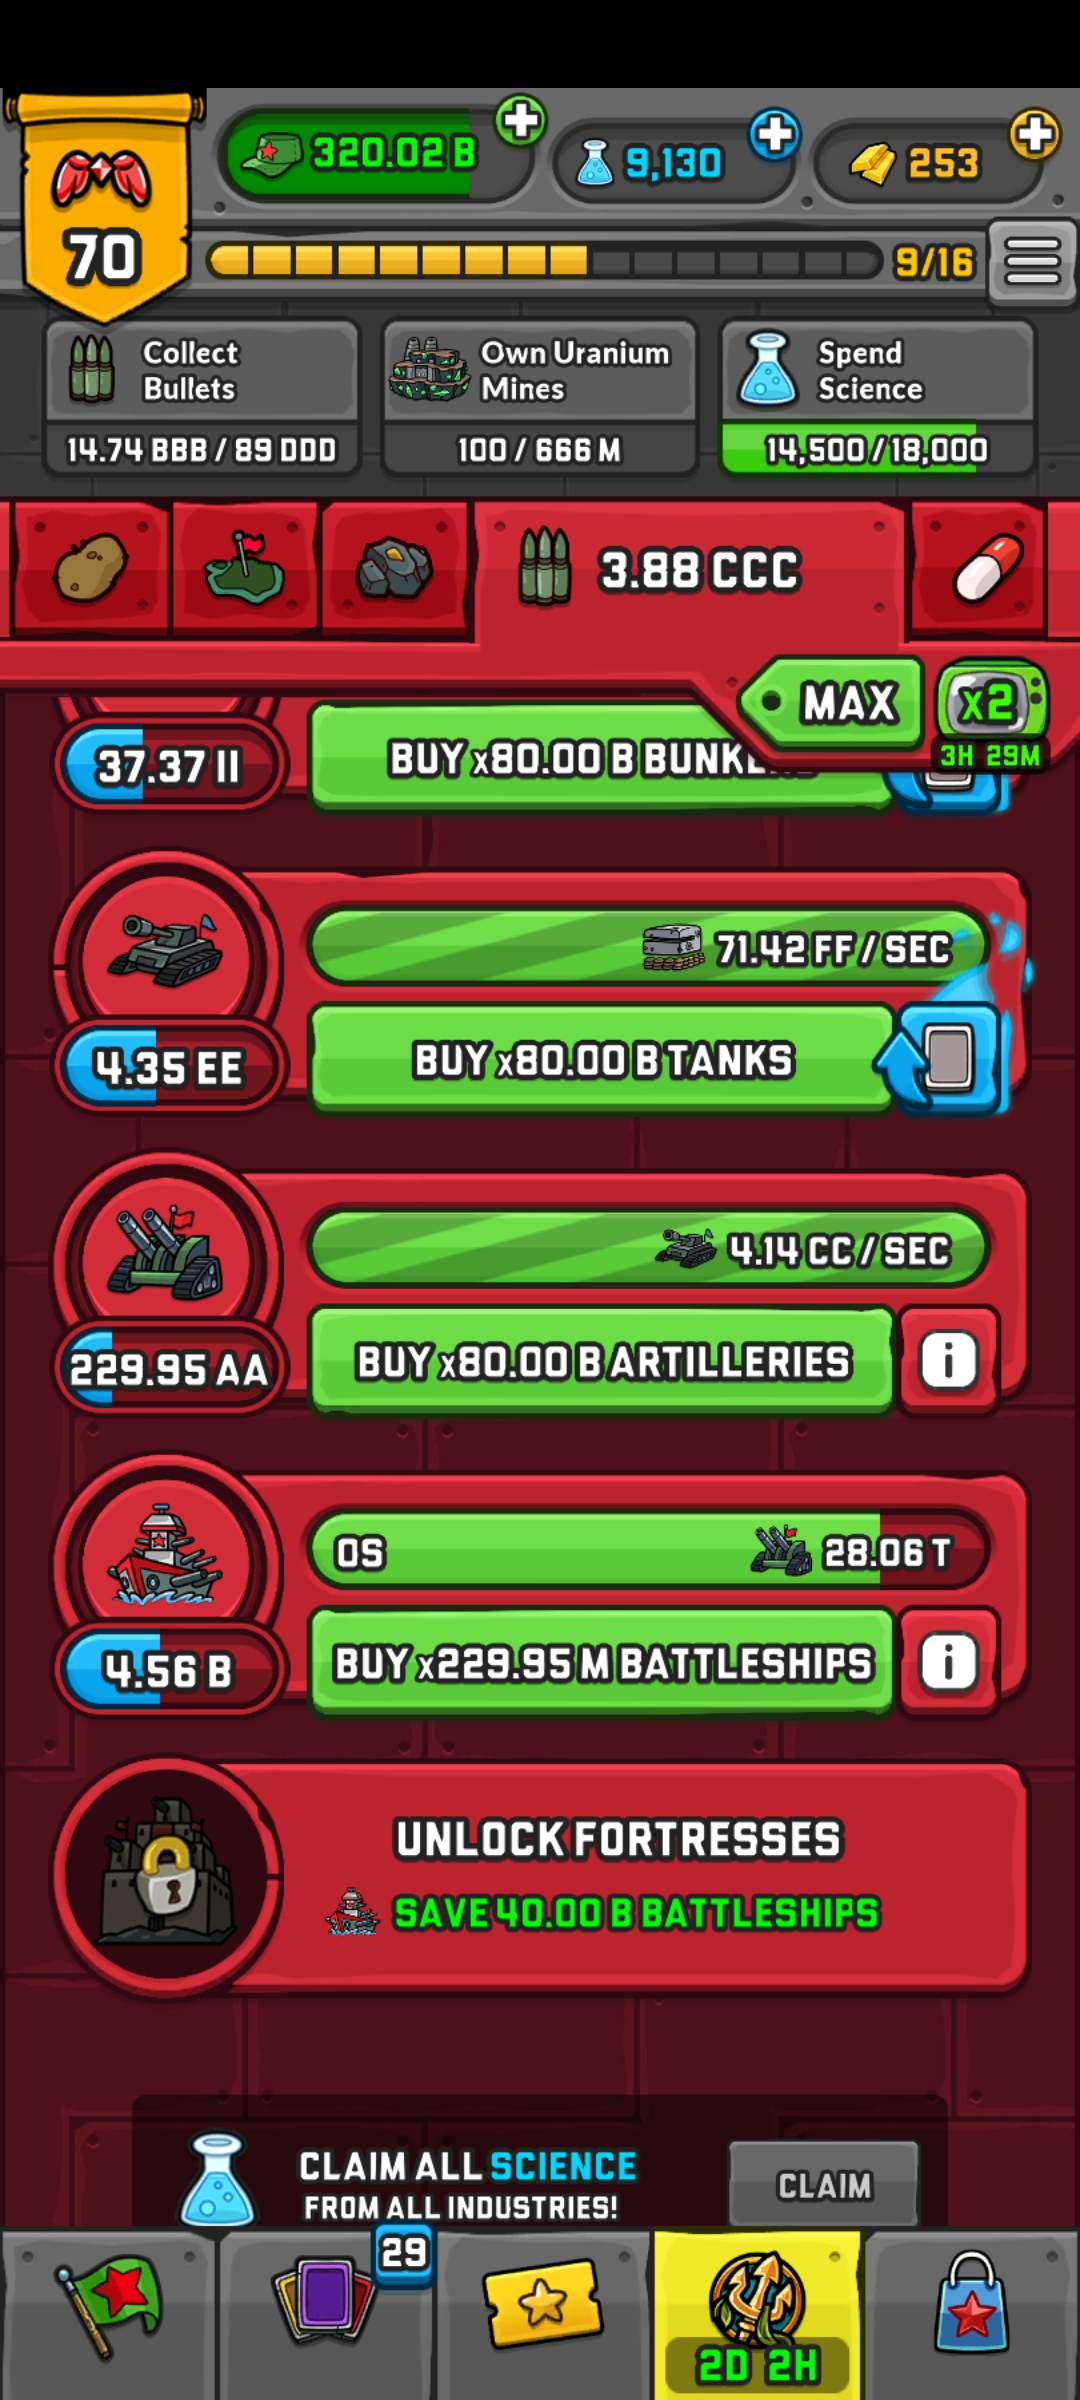 320.02 B
9,130
253
70
9/16
Collect
Bullets
14.74 BBB / 89 DDD
Own Uranium
Mines
100 / 666 M
Spend
Science
14,500/18,000
3.88 CCC
MAX
x2
3H 29M
37.37 II
BUY x80.00 B
71.42 FF / SEC
4.35 EE
BUY x80.00 B TANKS
4.14 CC / SEC
229.95 AA
BUY x80.00 B ARTILLERIES
i
0S
28.06 T
4.56 B
BUY x229.95 M BATTLESHIPS
i
UNLOCK FORTRESSES
SAVE 40.00 B BATTLESHIPS
CLAIM ALL SCIENCE
FROM ALL INDUSTRIES!
CLAIM
29
2D 2H